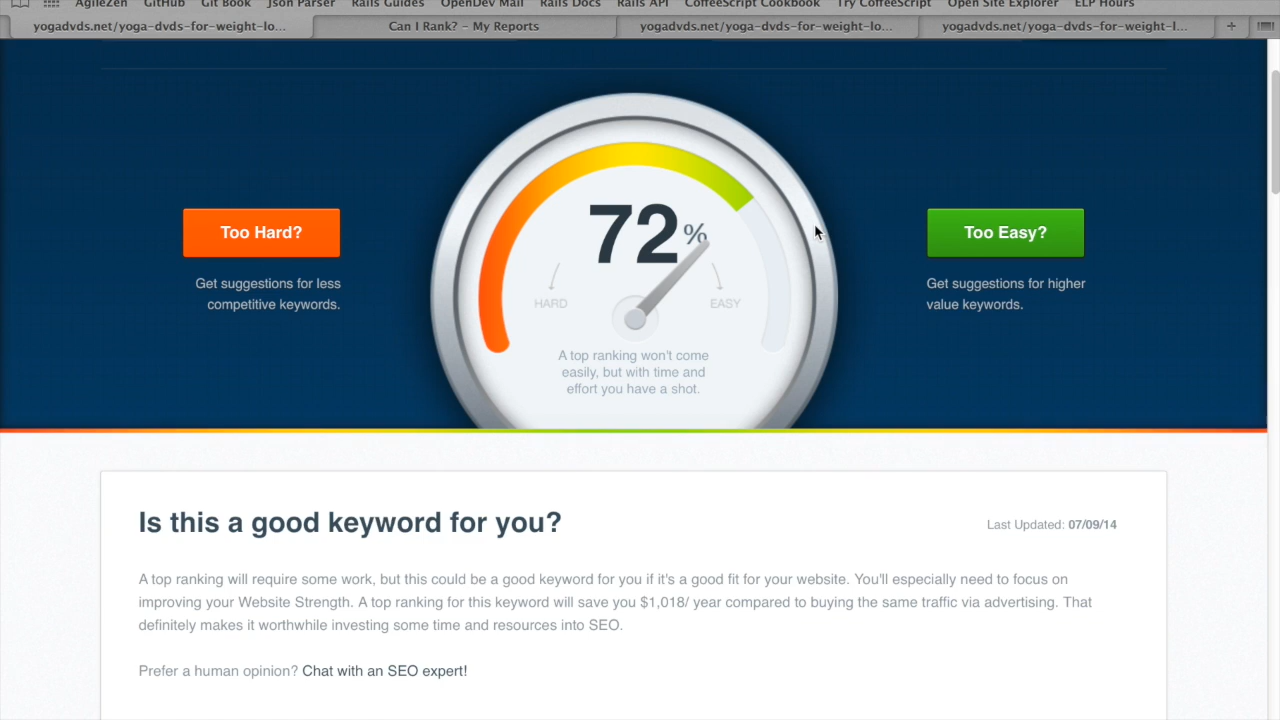 AgileZen GitHub Git Book Json Parser Rails Guides OpenDev Mail Rails Docs Rails API CoffeeScript Cookbook Try CoffeeScript Open Site Explorer ELP Hours
yogadvds.net/yoga-dvds-for-weight-lo... Can I Rank? – My Reports yogadvds.net/yoga-dvds-for-weight-lo... yogadvds.net/yoga-dvds-for-weight-l... +
Too Hard?
Get suggestions for less
competitive keywords.
72%
HARD EASY
A top ranking won't come
easily, but with time and
effort you have a shot.
Too Easy?
Get suggestions for higher
value keywords.
Is this a good keyword for you?
Last Updated: 07/09/14
A top ranking will require some work, but this could be a good keyword for you if it's a good fit for your website. You'll especially need to focus on
improving your Website Strength. A top ranking for this keyword will save you $1,018/ year compared to buying the same traffic via advertising. That
definitely makes it worthwhile investing some time and resources into SEO.
Prefer a human opinion? Chat with an SEO expert!